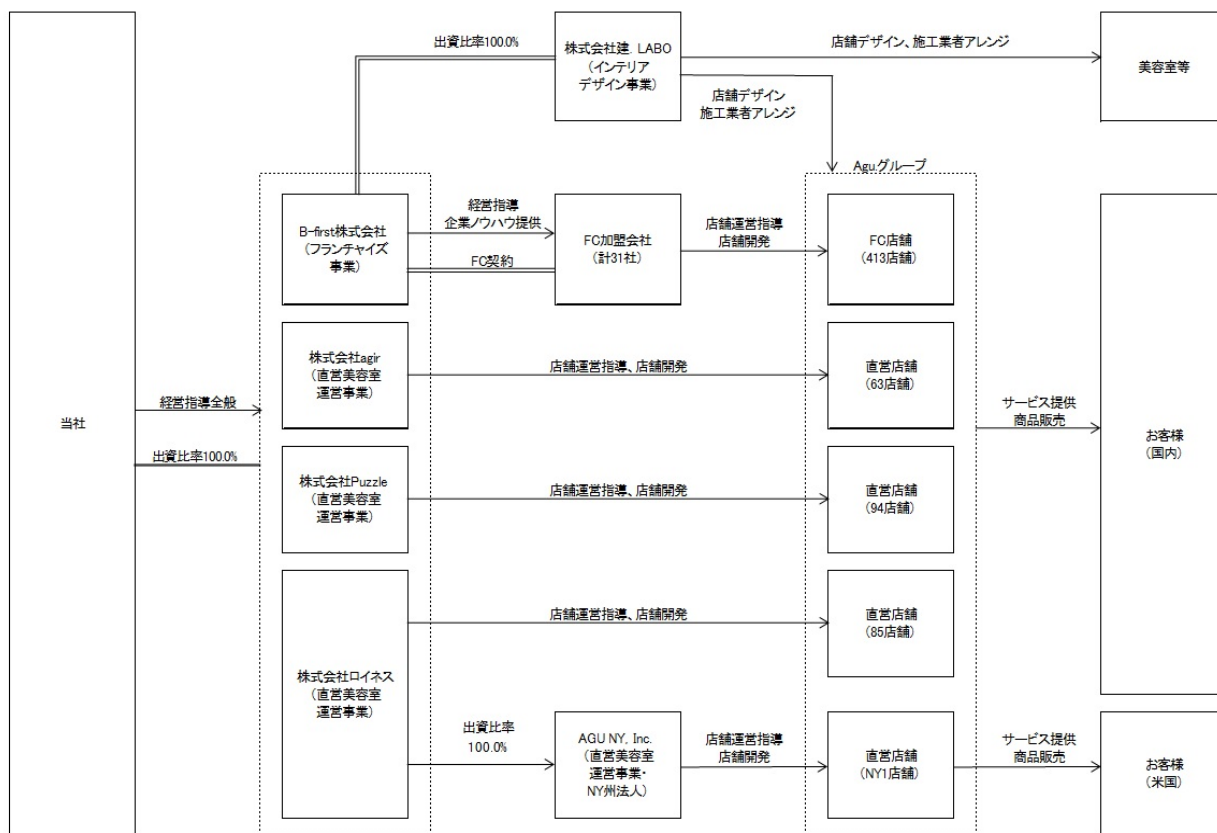 出資比率100.0%
株式会社建．LABO
（インテリア
デザイン事業）
店舗デザイン、施工業者アレンジ
美容室等
店舗デザイン
施工業者アレンジ
Agu.グループ
当社
経営指導全般
出資比率100.0%
B-first株式会社
（フランチャイズ
事業）
経営指導
企業ノウハウ提供
FC契約
FC加盟会社
（計31社）
店舗運営指導
店舗開発
FC店舗
（413店舗）
株式会社agir
（直営美容室
運営事業）
店舗運営指導、店舗開発
直営店舗
（63店舗）
サービス提供
商品販売
お客様
（国内）
株式会社Puzzle
（直営美容室
運営事業）
店舗運営指導、店舗開発
直営店舗
（94店舗）
株式会社ロイネス
（直営美容室
運営事業）
店舗運営指導、店舗開発
直営店舗
（85店舗）
出資比率
100.0%
AGU NY, Inc.
（直営美容室
運営事業・
NY州法人）
店舗運営指導
店舗開発
直営店舗
（NY1店舗）
サービス提供
商品販売
お客様
（米国）